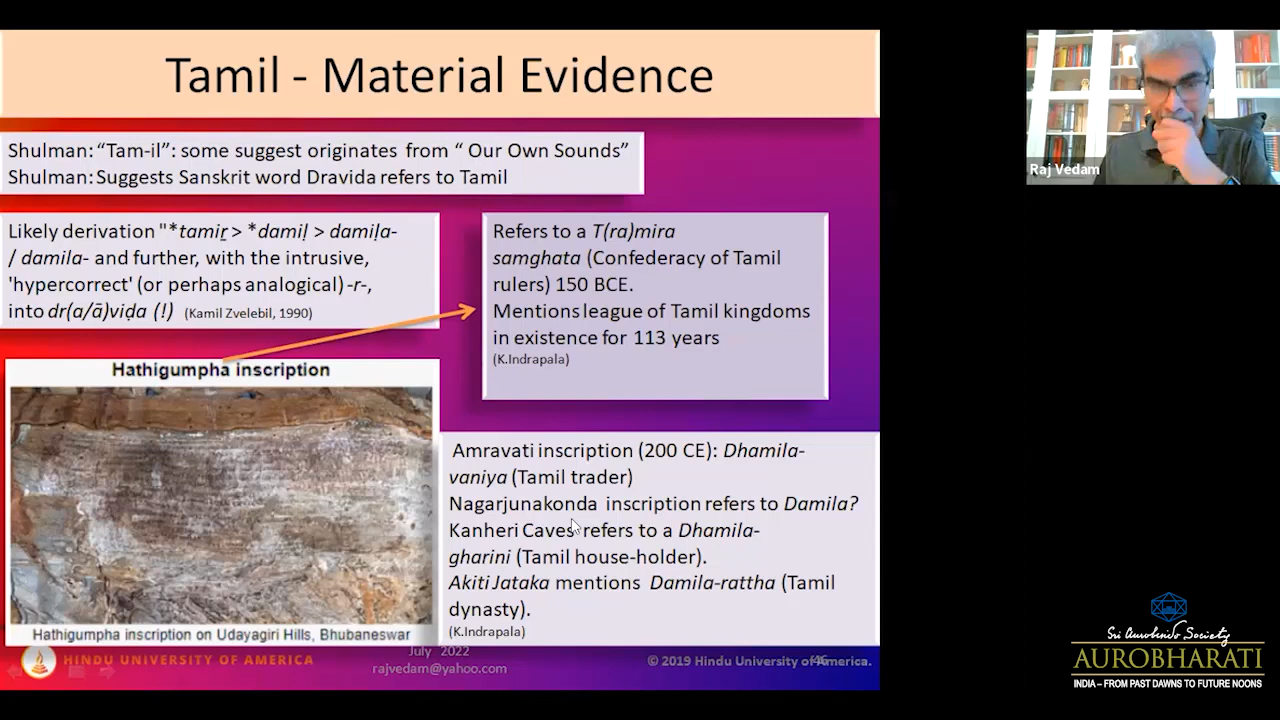 Tamil - Material Evidence
Shulman: “Tam-il”: some suggest originates from “ Our Own Sounds”
Shulman: Suggests Sanskrit word Dravida refers to Tamil
Likely derivation "*tamiṟ > *damiḷ > damiḷa-
/ damila- and further, with the intrusive,
'hypercorrect' (or perhaps analogical) -r-,
into dr(a/ā)viḍa (!) (Kamil Zvelebil, 1990)
Refers to a T(ra)mira
samghata (Confederacy of Tamil
rulers) 150 BCE.
Mentions league of Tamil kingdoms
in existence for 113 years
(K.Indrapala)
Hathigumpha inscription
Hathigumpha inscription on Udayagiri Hills, Bhubaneswar
Amravati inscription (200 CE): Dhamila-
vaniya (Tamil trader)
Nagarjunakonda inscription refers to Damila?
Kanheri Caves refers to a Dhamila-
gharini (Tamil house-holder).
Akiti Jataka mentions Damila-rattha (Tamil
dynasty).
(K.Indrapala)
HINDU UNIVERSITY OF AMERICA
July 2022
rajvedam@yahoo.com
© 2019 Hindu University of America.
46
Raj Vedam
Sri Aurobindo Society
AUROBHARATI
INDIA – FROM PAST DAWNS TO FUTURE NOONS